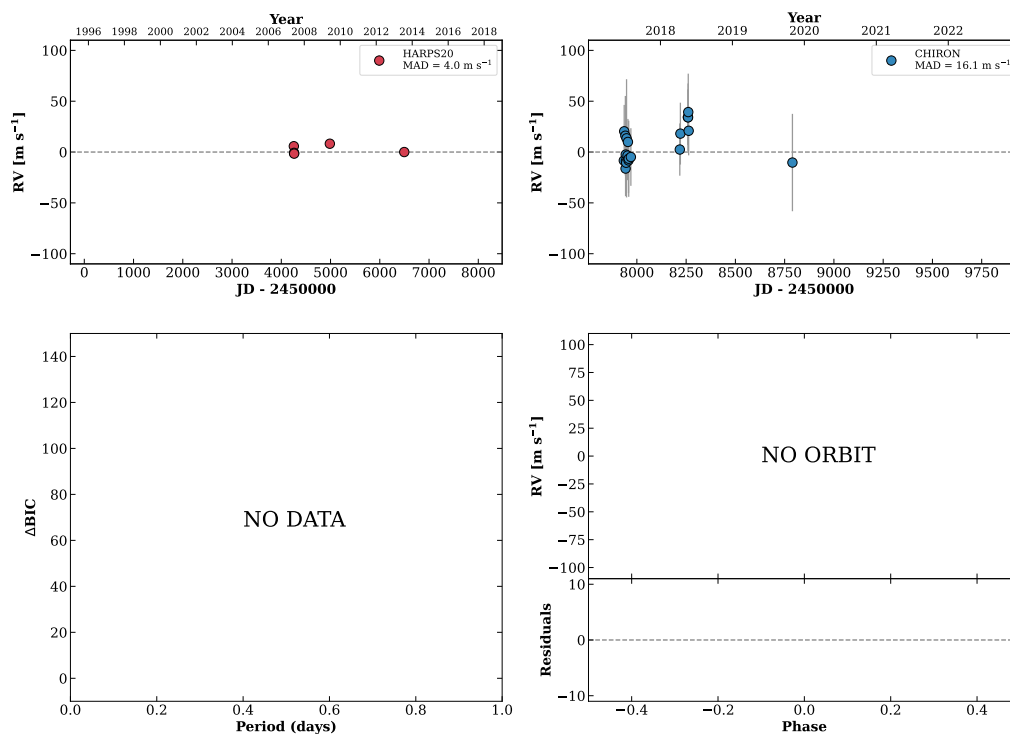 Year
1996 1998 2000 2002 2004 2006 2008 2010 2012 2014 2016 2018
HARPS20
MAD = 4.0 m s⁻¹
RV [m s⁻¹]
100
50
0
−50
−100
0 1000 2000 3000 4000 5000 6000 7000 8000
JD - 2450000
Year
2018 2019 2020 2021 2022
CHIRON
MAD = 16.1 m s⁻¹
RV [m s⁻¹]
100
50
0
−50
−100
8000 8250 8500 8750 9000 9250 9500 9750
JD - 2450000
ΔBIC
140
120
100
80
60
40
20
0
NO DATA
0.0 0.2 0.4 0.6 0.8 1.0
Period (days)
RV [m s⁻¹]
100
75
50
25
0
−25
−50
−75
−100
NO ORBIT
Residuals
10
0
−10
−0.4 −0.2 0.0 0.2 0.4
Phase